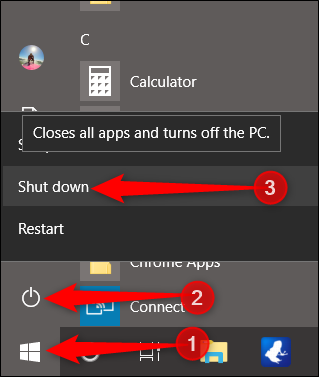 C
Calculator
Closes all apps and turns off the PC.
Shut down
3
Restart
Chrome Apps
2
Connect
1